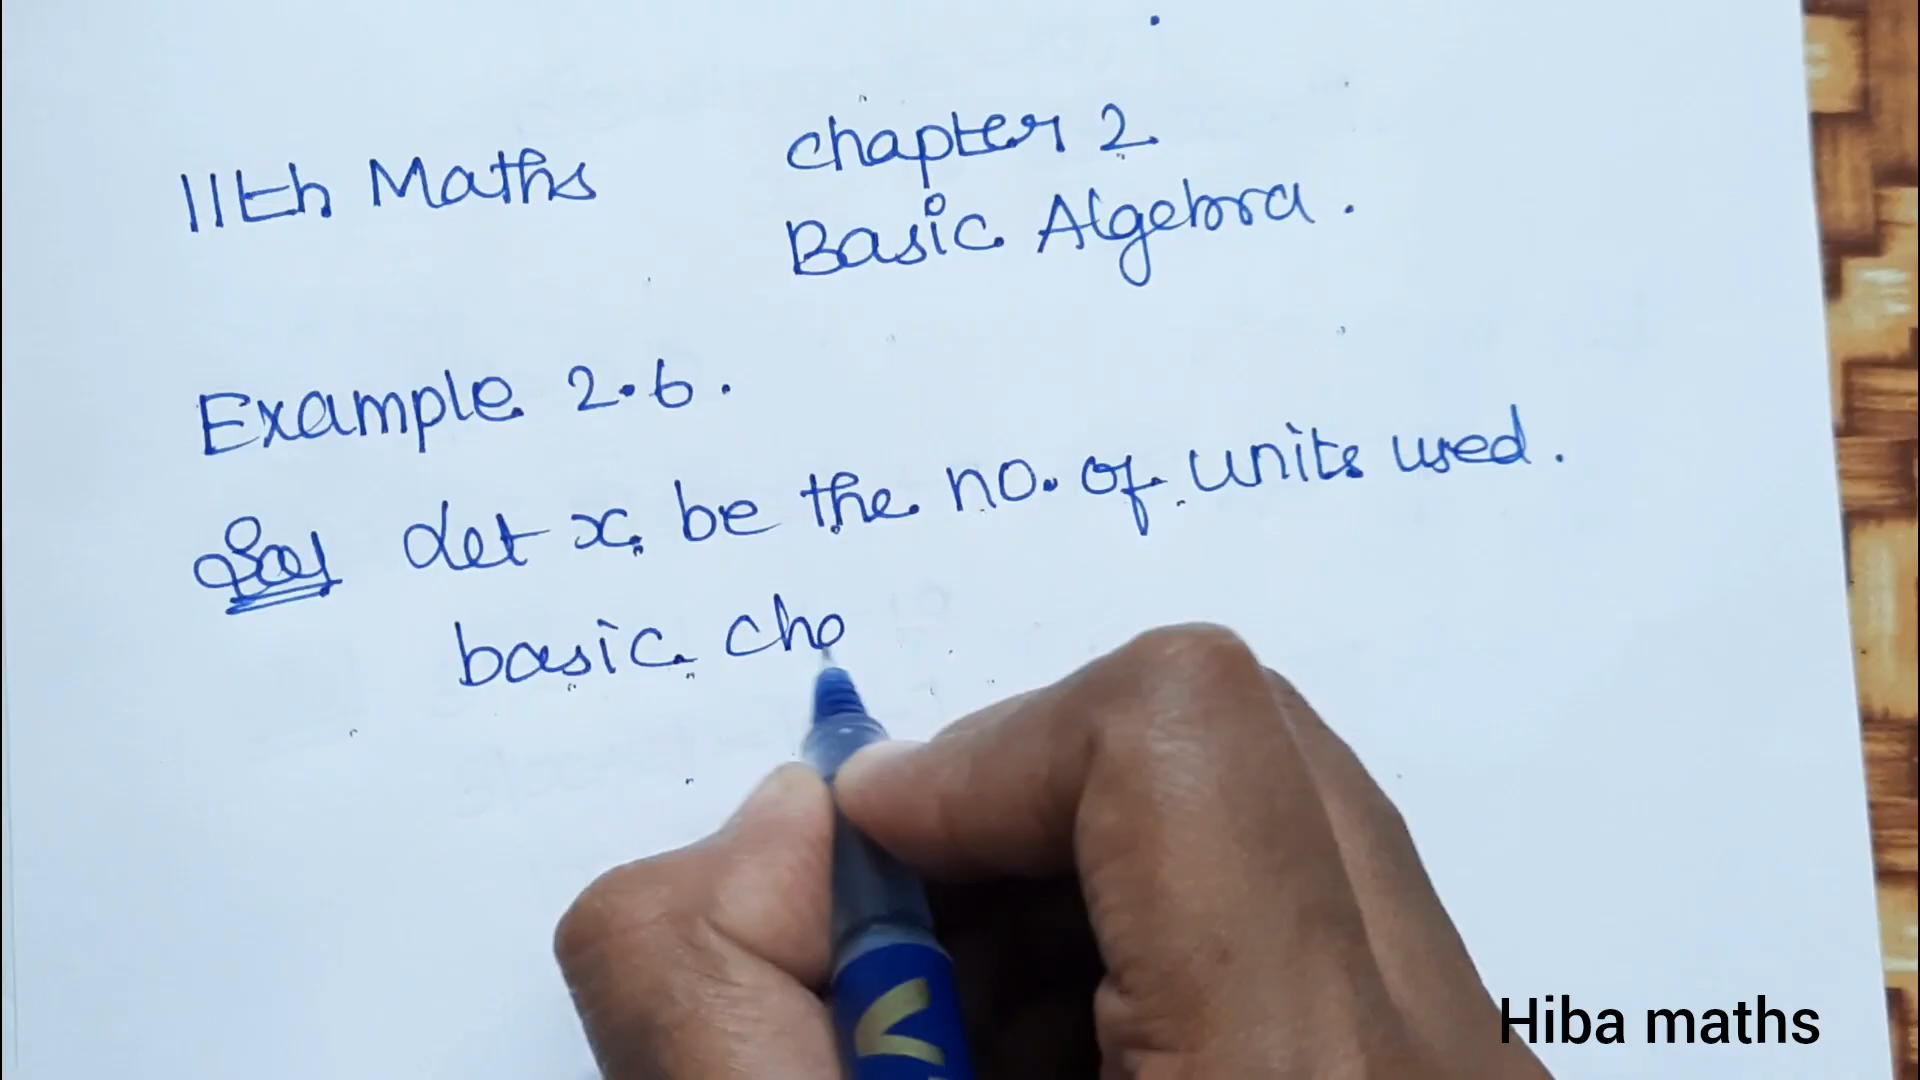 11th Maths
chapter 2
Basic Algebra.
Example 2.6.
Sol Let x be the no. of units used.
basic cha
Hiba maths